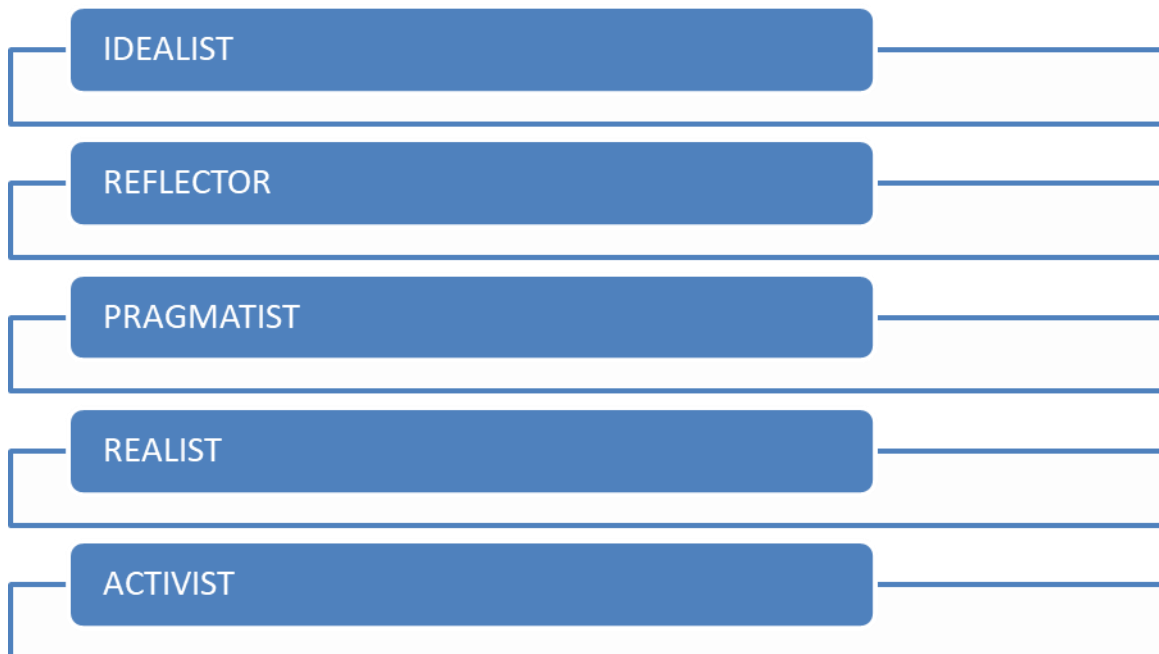 IDEALIST
REFLECTOR
PRAGMATIST
REALIST
ACTIVIST